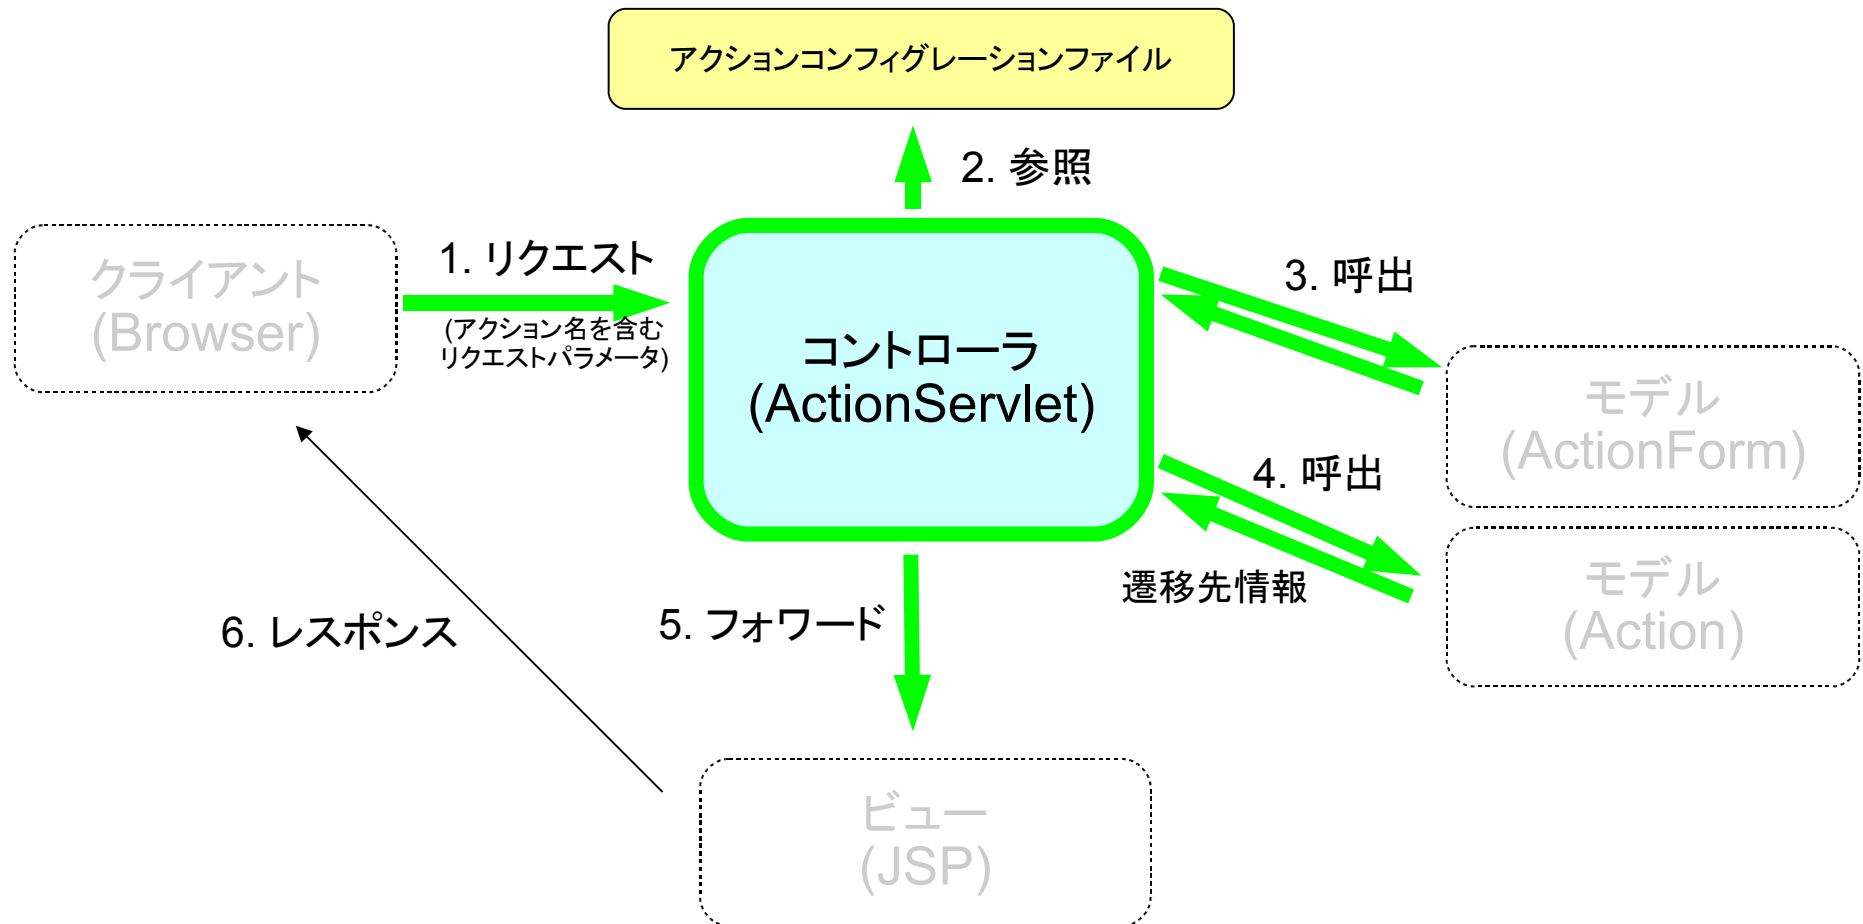 アクションコンフィグレーションファイル
2. 参照
クライアント
(Browser)
1. リクエスト
(アクション名を含む
リクエストパラメータ)
コントローラ
(ActionServlet)
3. 呼出
モデル
(ActionForm)
4. 呼出
遷移先情報
モデル
(Action)
5. フォワード
6. レスポンス
ビュー
(JSP)